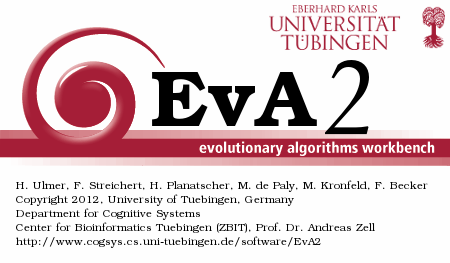 EBERHARD KARLS
UNIVERSITÄT
TÜBINGEN
EvA2
evolutionary algorithms workbench
H. Ulmer, F. Streichert, H. Planatscher, M. de Paly, M. Kronfeld, F. Becker
Copyright 2012, University of Tuebingen, Germany
Department for Cognitive Systems
Center for Bioinformatics Tuebingen (ZBIT), Prof. Dr. Andreas Zell
http://www.cogsys.cs.uni-tuebingen.de/software/EvA2